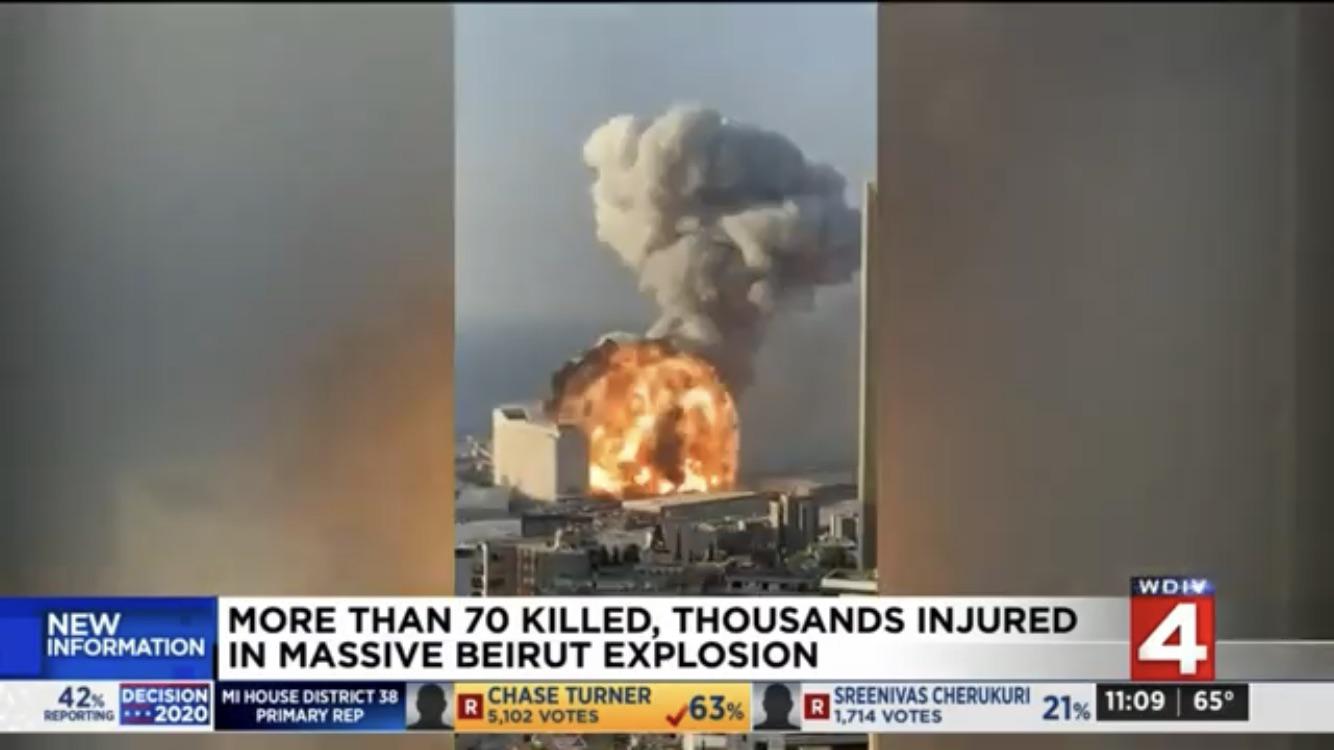 NEW
INFORMATION
MORE THAN 70 KILLED, THOUSANDS INJURED
IN MASSIVE BEIRUT EXPLOSION
WDIV
4
42%
REPORTING
DECISION
2020
MI HOUSE DISTRICT 38
PRIMARY REP
R
CHASE TURNER
5,102 VOTES
63%
R
SREENIVAS CHERUKURI
1,714 VOTES
21%
11:09
65°